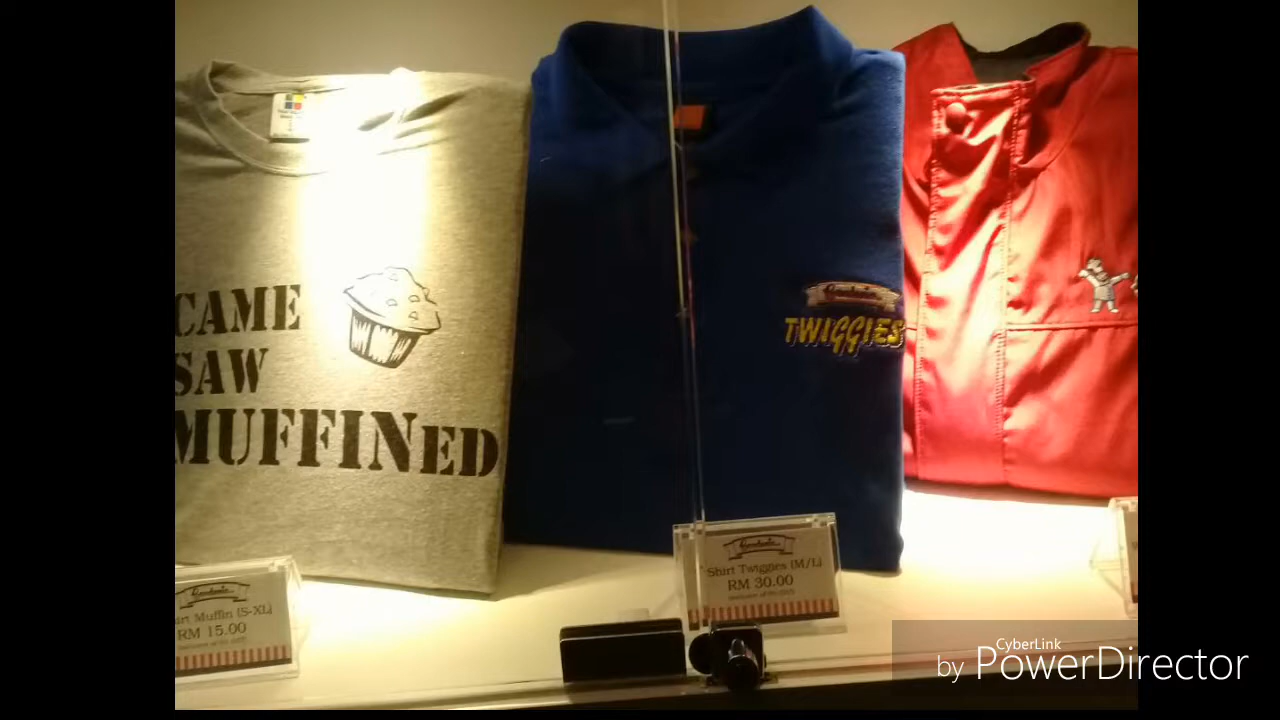 CAME
SAW
MUFFINED
TWIGGIES
Shirt Muffin (S-XL)
RM 15.00
Shirt Twiggies (M/L)
RM 30.00
CyberLink
by PowerDirector